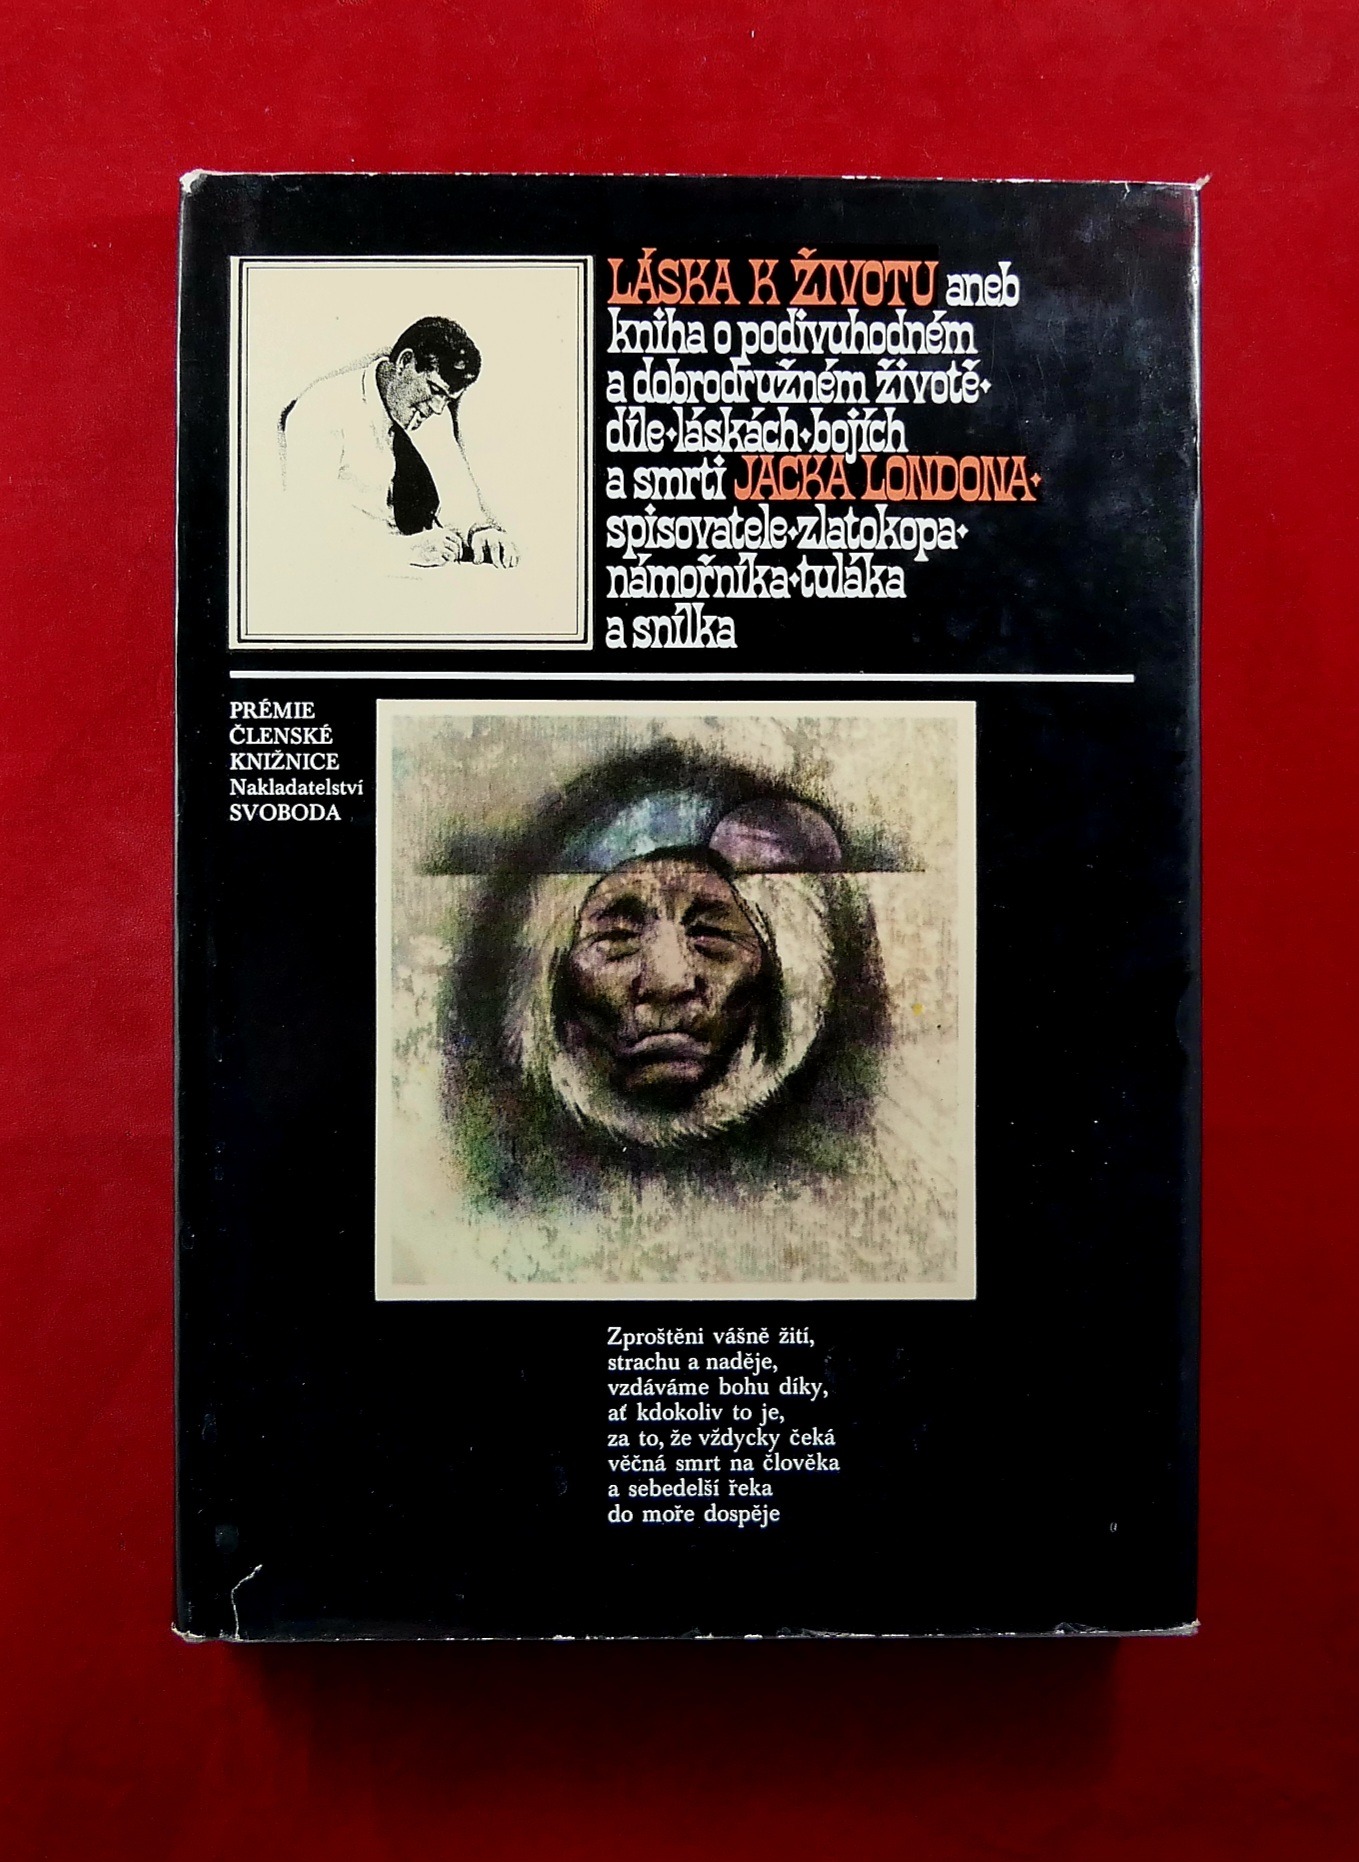 LÁSKA K ŽIVOTU aneb
kniha o podivuhodném
a dobrodružném životě·
díle·láskách·bojích
a smrti JACKA LONDONA·
spisovatele·zlatokopa·
námořníka·tuláka
a snílka
PRÉMIE
ČLENSKÉ
KNIŽNICE
Nakladatelství
SVOBODA
Zproštěni vášně žití,
strachu a naděje,
vzdáváme bohu díky,
ať kdokoliv to je,
za to, že vždycky čeká
věčná smrt na člověka
a sebedelší řeka
do moře dospěje